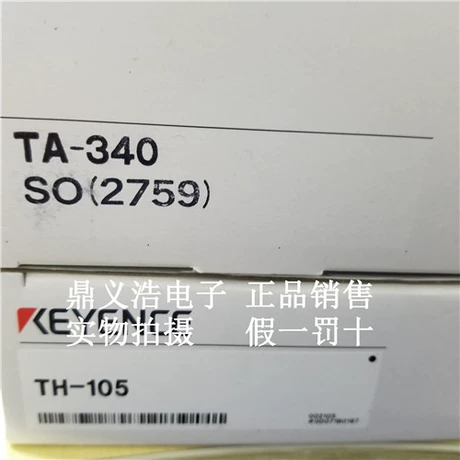 TA-340
SO(2759)
鼎义浩电子 正品销售
实物拍摄 假一罚十
KEYENCE
TH-105